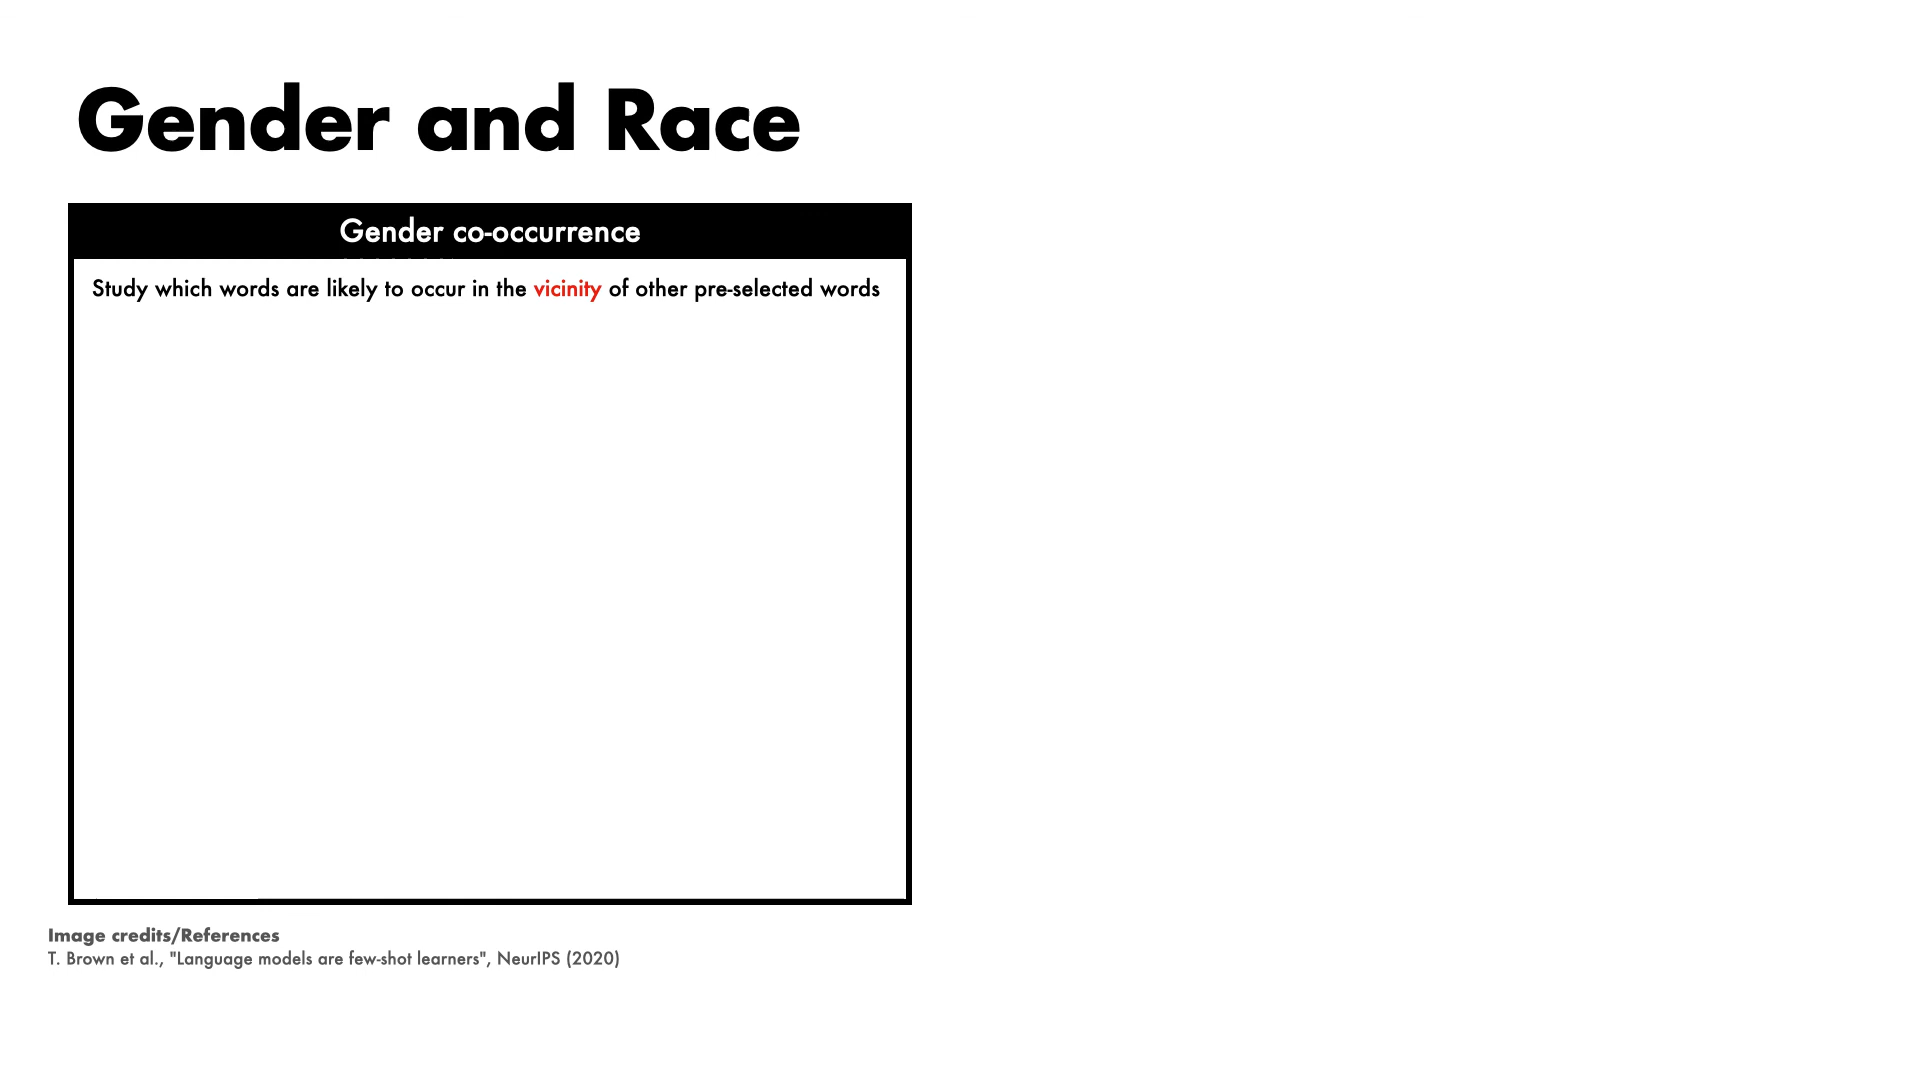 Gender and Race
Gender co-occurrence
Study which words are likely to occur in the vicinity of other pre-selected words
Image credits/References
T. Brown et al., "Language models are few-shot learners", NeurIPS (2020)